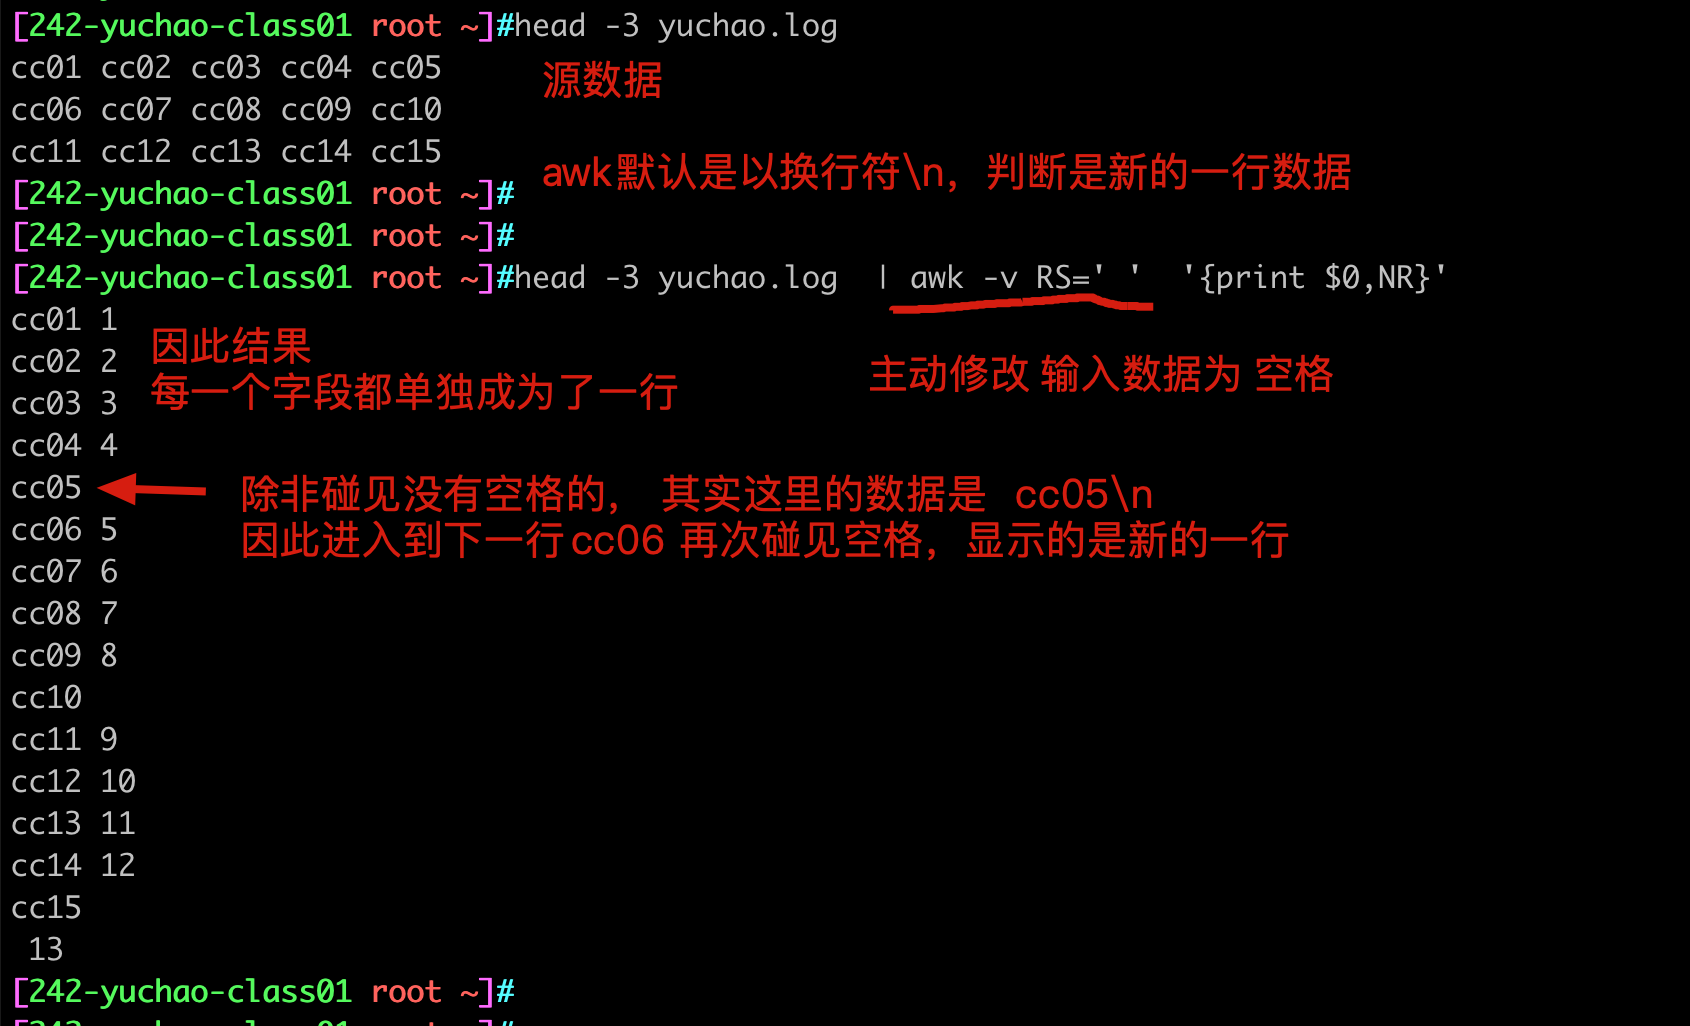 [242-yuchao-class01 root ~]#head -3 yuchao.log
cc01 cc02 cc03 cc04 cc05
源数据
cc06 cc07 cc08 cc09 cc10
cc11 cc12 cc13 cc14 cc15
awk默认是以换行符\n，判断是新的一行数据
[242-yuchao-class01 root ~]#
[242-yuchao-class01 root ~]#
[242-yuchao-class01 root ~]#head -3 yuchao.log  | awk -v RS=' '  '{print $0,NR}'
cc01 1
因此结果
cc02 2
每一个字段都单独成为了一行
主动修改 输入数据为 空格
cc03 3
cc04 4
cc05
除非碰见没有空格的， 其实这里的数据是 cc05\n
cc06 5
因此进入到下一行cc06 再次碰见空格，显示的是新的一行
cc07 6
cc08 7
cc09 8
cc10
cc11 9
cc12 10
cc13 11
cc14 12
cc15
 13
[242-yuchao-class01 root ~]#